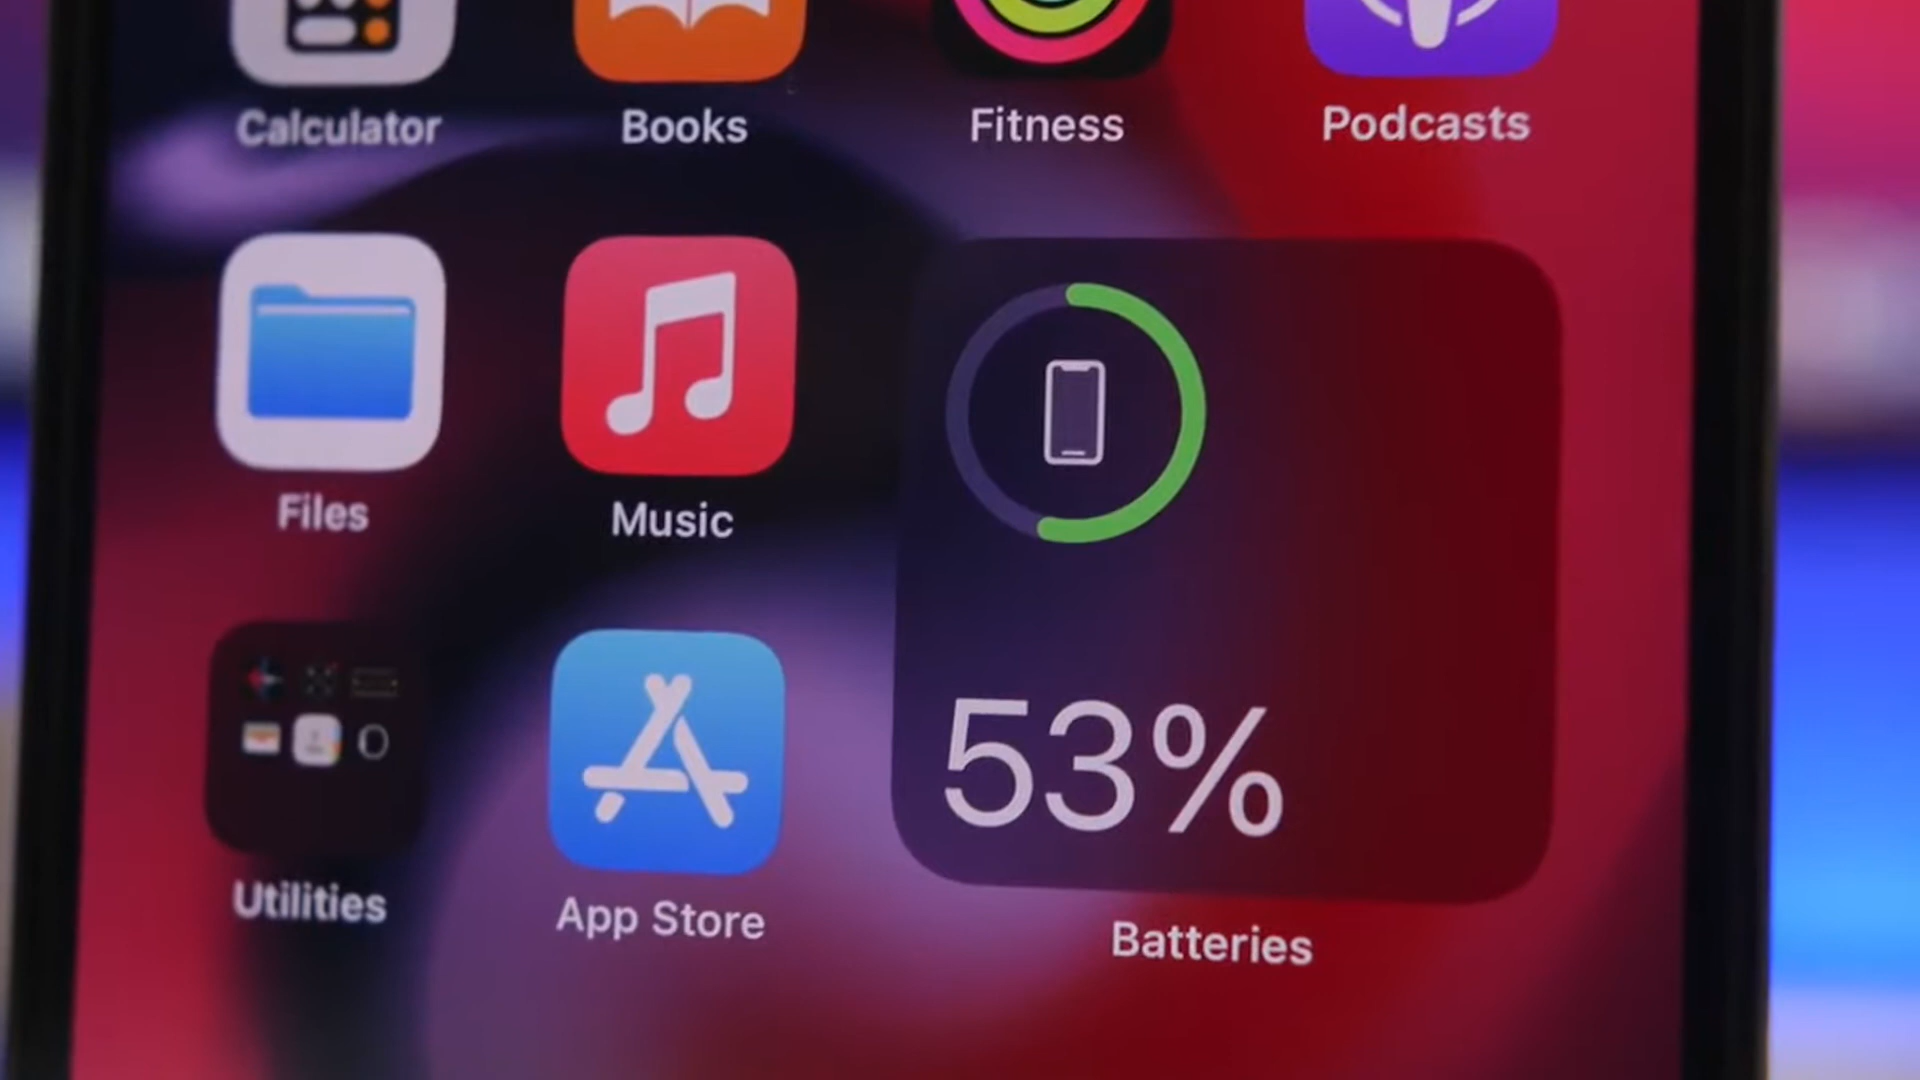 Calculator Books Fitness Podcasts
Files Music
53%
Utilities App Store Batteries